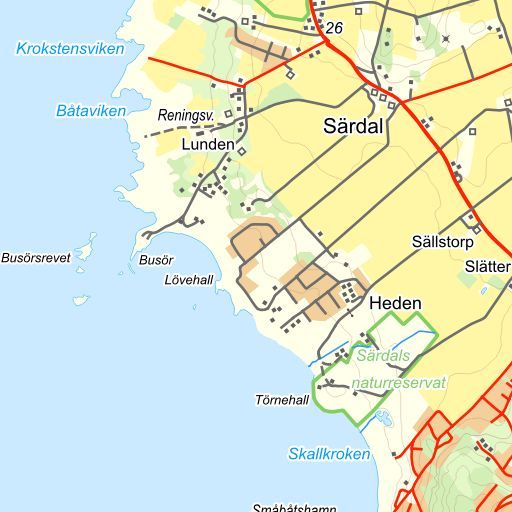 26
Krokstensviken
Båtaviken
Reningsv.
Särdal
Lunden
Sällstorp
Busörsrevet
Busör
Slätter
Lövehall
Heden
Särdals
naturreservat
Törnehall
Skallkroken
Småbåtshamn